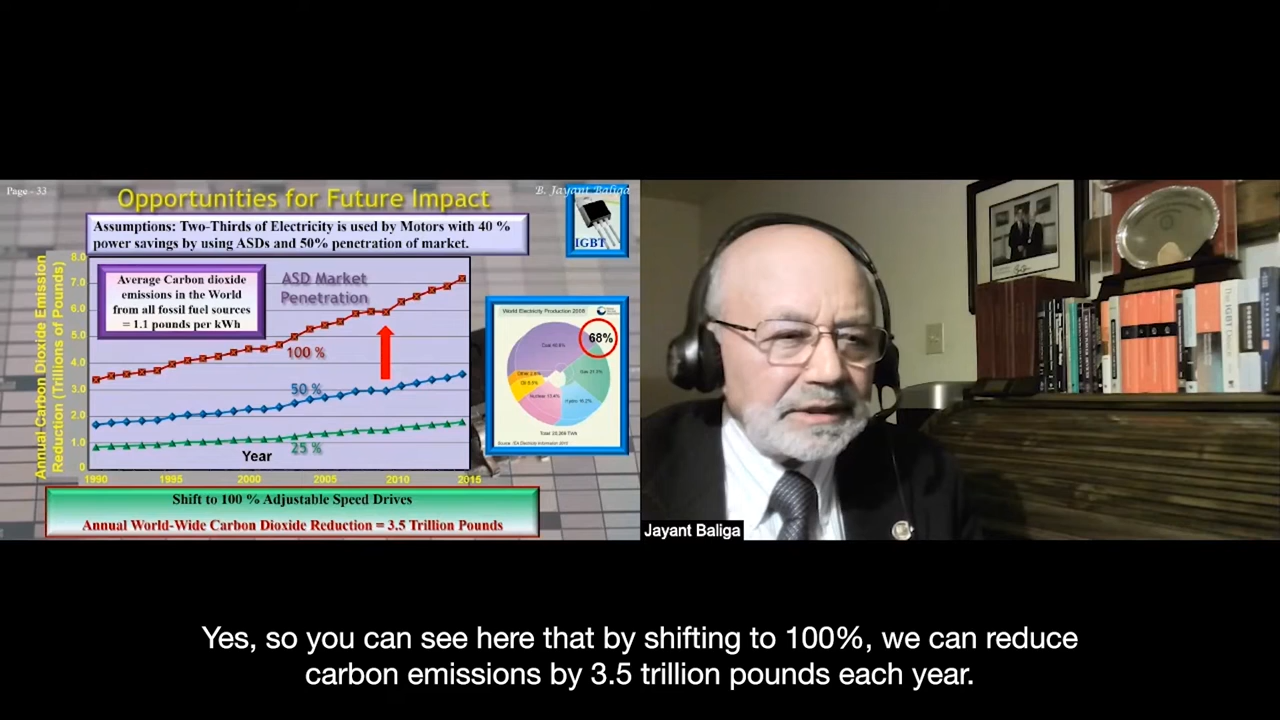 Page - 33
Opportunities for Future Impact
B. Jayant Baliga
Assumptions: Two-Thirds of Electricity is used by Motors with 40 %
power savings by using ASDs and 50% penetration of market.
IGBT
Annual Carbon Dioxide Emission
Reduction (Trillions of Pounds)
8.0
7.0
6.0
5.0
4.0
3.0
2.0
1.0
0
Average Carbon dioxide
emissions in the World
from all fossil fuel sources
= 1.1 pounds per kWh
ASD Market
Penetration
100 %
50 %
25 %
Year
1990
1995
2000
2005
2010
2015
World Electricity Production 2008
68%
Shift to 100 % Adjustable Speed Drives
Annual World-Wide Carbon Dioxide Reduction = 3.5 Trillion Pounds
Jayant Baliga
Yes, so you can see here that by shifting to 100%, we can reduce
carbon emissions by 3.5 trillion pounds each year.